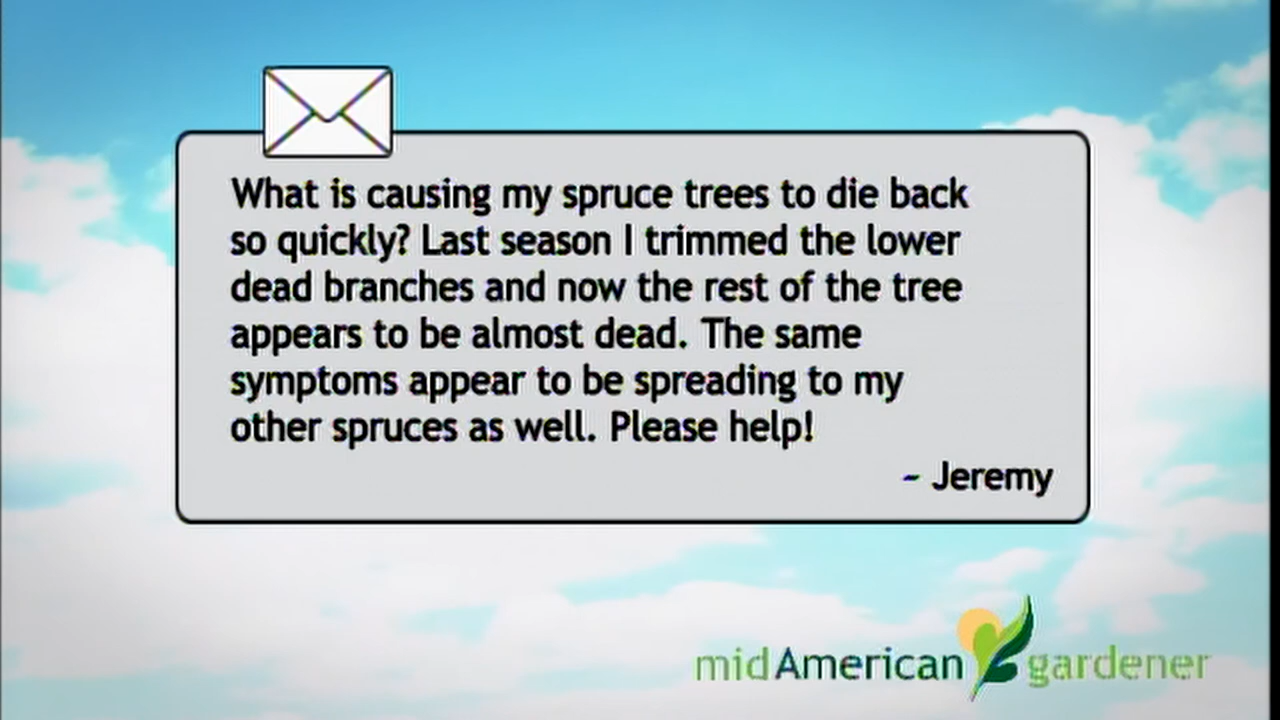 What is causing my spruce trees to die back
so quickly? Last season I trimmed the lower
dead branches and now the rest of the tree
appears to be almost dead. The same
symptoms appear to be spreading to my
other spruces as well. Please help!
~ Jeremy
mid American gardener